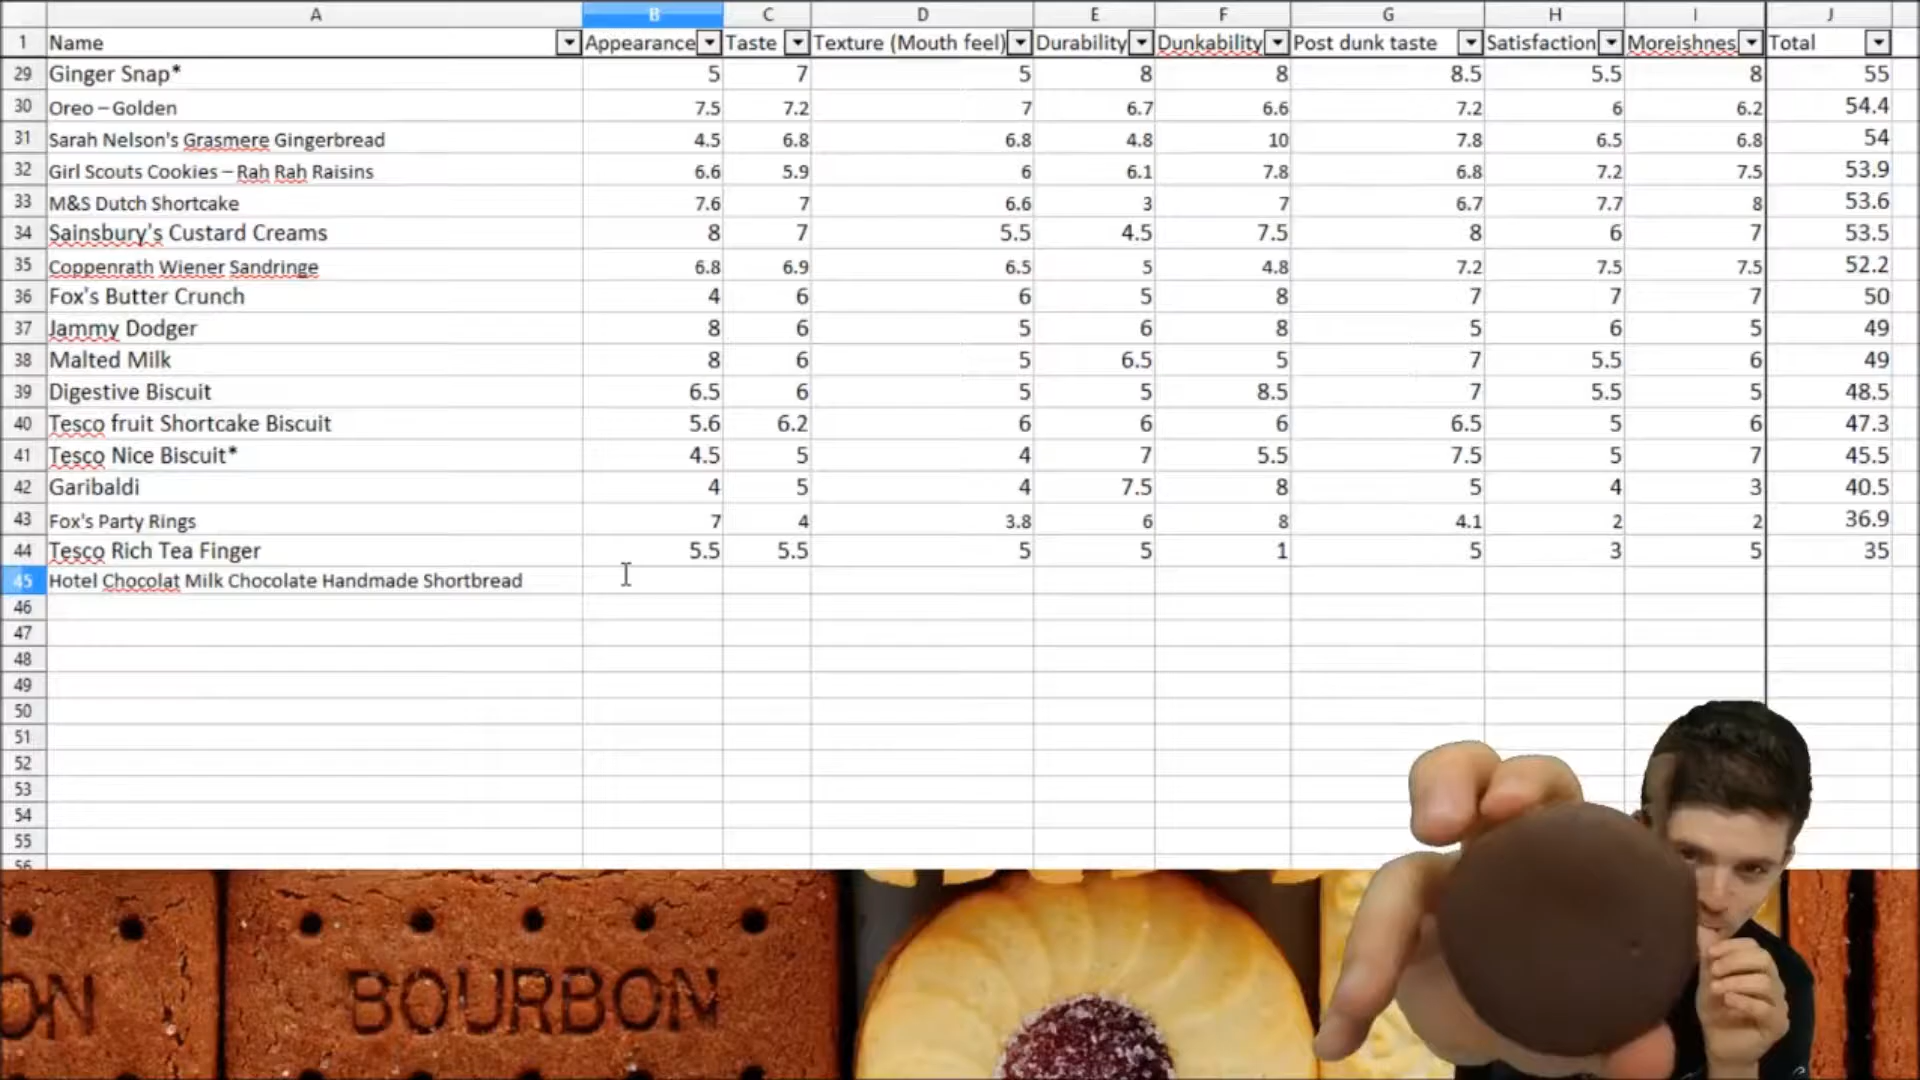 A B C D E F G H I J
1 Name Appearance Taste Texture (Mouth feel) Durability Dunkability Post dunk taste Satisfaction Moreishnes Total
29 Ginger Snap* 5 7 5 8 8 8.5 5.5 8 55
30 Oreo – Golden 7.5 7.2 7 6.7 6.6 7.2 6 6.2 54.4
31 Sarah Nelson's Grasmere Gingerbread 4.5 6.8 6.8 4.8 10 7.8 6.5 6.8 54
32 Girl Scouts Cookies – Rah Rah Raisins 6.6 5.9 6 6.1 7.8 6.8 7.2 7.5 53.9
33 M&S Dutch Shortcake 7.6 7 6.6 3 7 6.7 7.7 8 53.6
34 Sainsbury's Custard Creams 8 7 5.5 4.5 7.5 8 6 7 53.5
35 Coppenrath Wiener Sandringe 6.8 6.9 6.5 5 4.8 7.2 7.5 7.5 52.2
36 Fox's Butter Crunch 4 6 6 5 8 7 7 7 50
37 Jammy Dodger 8 6 5 6 8 5 6 5 49
38 Malted Milk 8 6 5 6.5 5 7 5.5 6 49
39 Digestive Biscuit 6.5 6 5 5 8.5 7 5.5 5 48.5
40 Tesco fruit Shortcake Biscuit 5.6 6.2 6 6 6 6.5 5 6 47.3
41 Tesco Nice Biscuit* 4.5 5 4 7 5.5 7.5 5 7 45.5
42 Garibaldi 4 5 4 7.5 8 5 4 3 40.5
43 Fox's Party Rings 7 4 3.8 6 8 4.1 2 2 36.9
44 Tesco Rich Tea Finger 5.5 5.5 5 5 1 5 3 5 35
45 Hotel Chocolat Milk Chocolate Handmade Shortbread
46
47
48
49
50
51
52
53
54
55
56
ON BOURBON